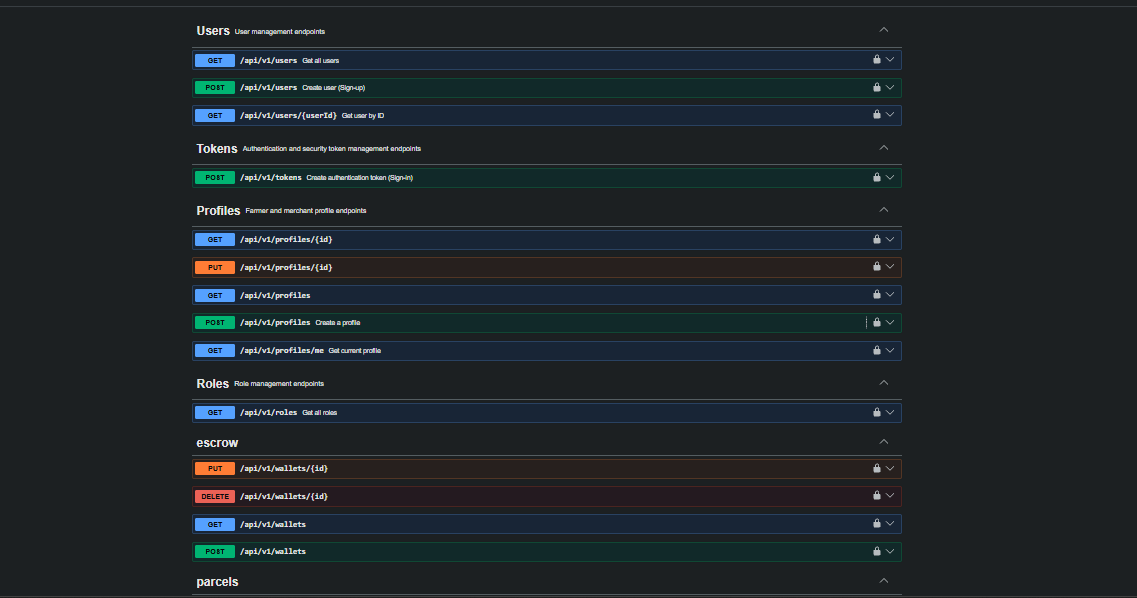 Users User management endpoints
GET /api/v1/users Get all users
POST /api/v1/users Create user (Sign-up)
GET /api/v1/users/{userId} Get user by ID
Tokens Authentication and security token management endpoints
POST /api/v1/tokens Create authentication token (Sign-in)
Profiles Farmer and merchant profile endpoints
GET /api/v1/profiles/{id}
PUT /api/v1/profiles/{id}
GET /api/v1/profiles
POST /api/v1/profiles Create a profile
GET /api/v1/profiles/me Get current profile
Roles Role management endpoints
GET /api/v1/roles Get all roles
escrow
PUT /api/v1/wallets/{id}
DELETE /api/v1/wallets/{id}
GET /api/v1/wallets
POST /api/v1/wallets
parcels